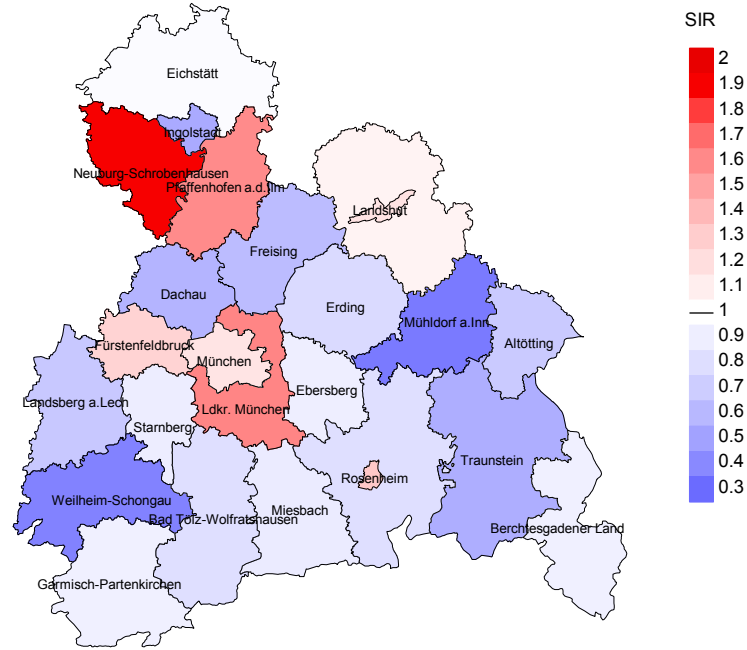 SIR
2
1.9
1.8
1.7
1.6
1.5
1.4
1.3
1.2
1.1
1
0.9
0.8
0.7
0.6
0.5
0.4
0.3
Eichstätt
Ingolstadt
Neuburg-Schrobenhausen
Pfaffenhofen a.d.Ilm
Landshut
Freising
Dachau
Erding
Mühldorf a.Inn
Altötting
Fürstenfeldbruck
München
Ebersberg
Landsberg a.Lech
Ldkr. München
Starnberg
Traunstein
Rosenheim
Weilheim-Schongau
Miesbach
Bad Tölz-Wolfratshausen
Berchtesgadener Land
Garmisch-Partenkirchen